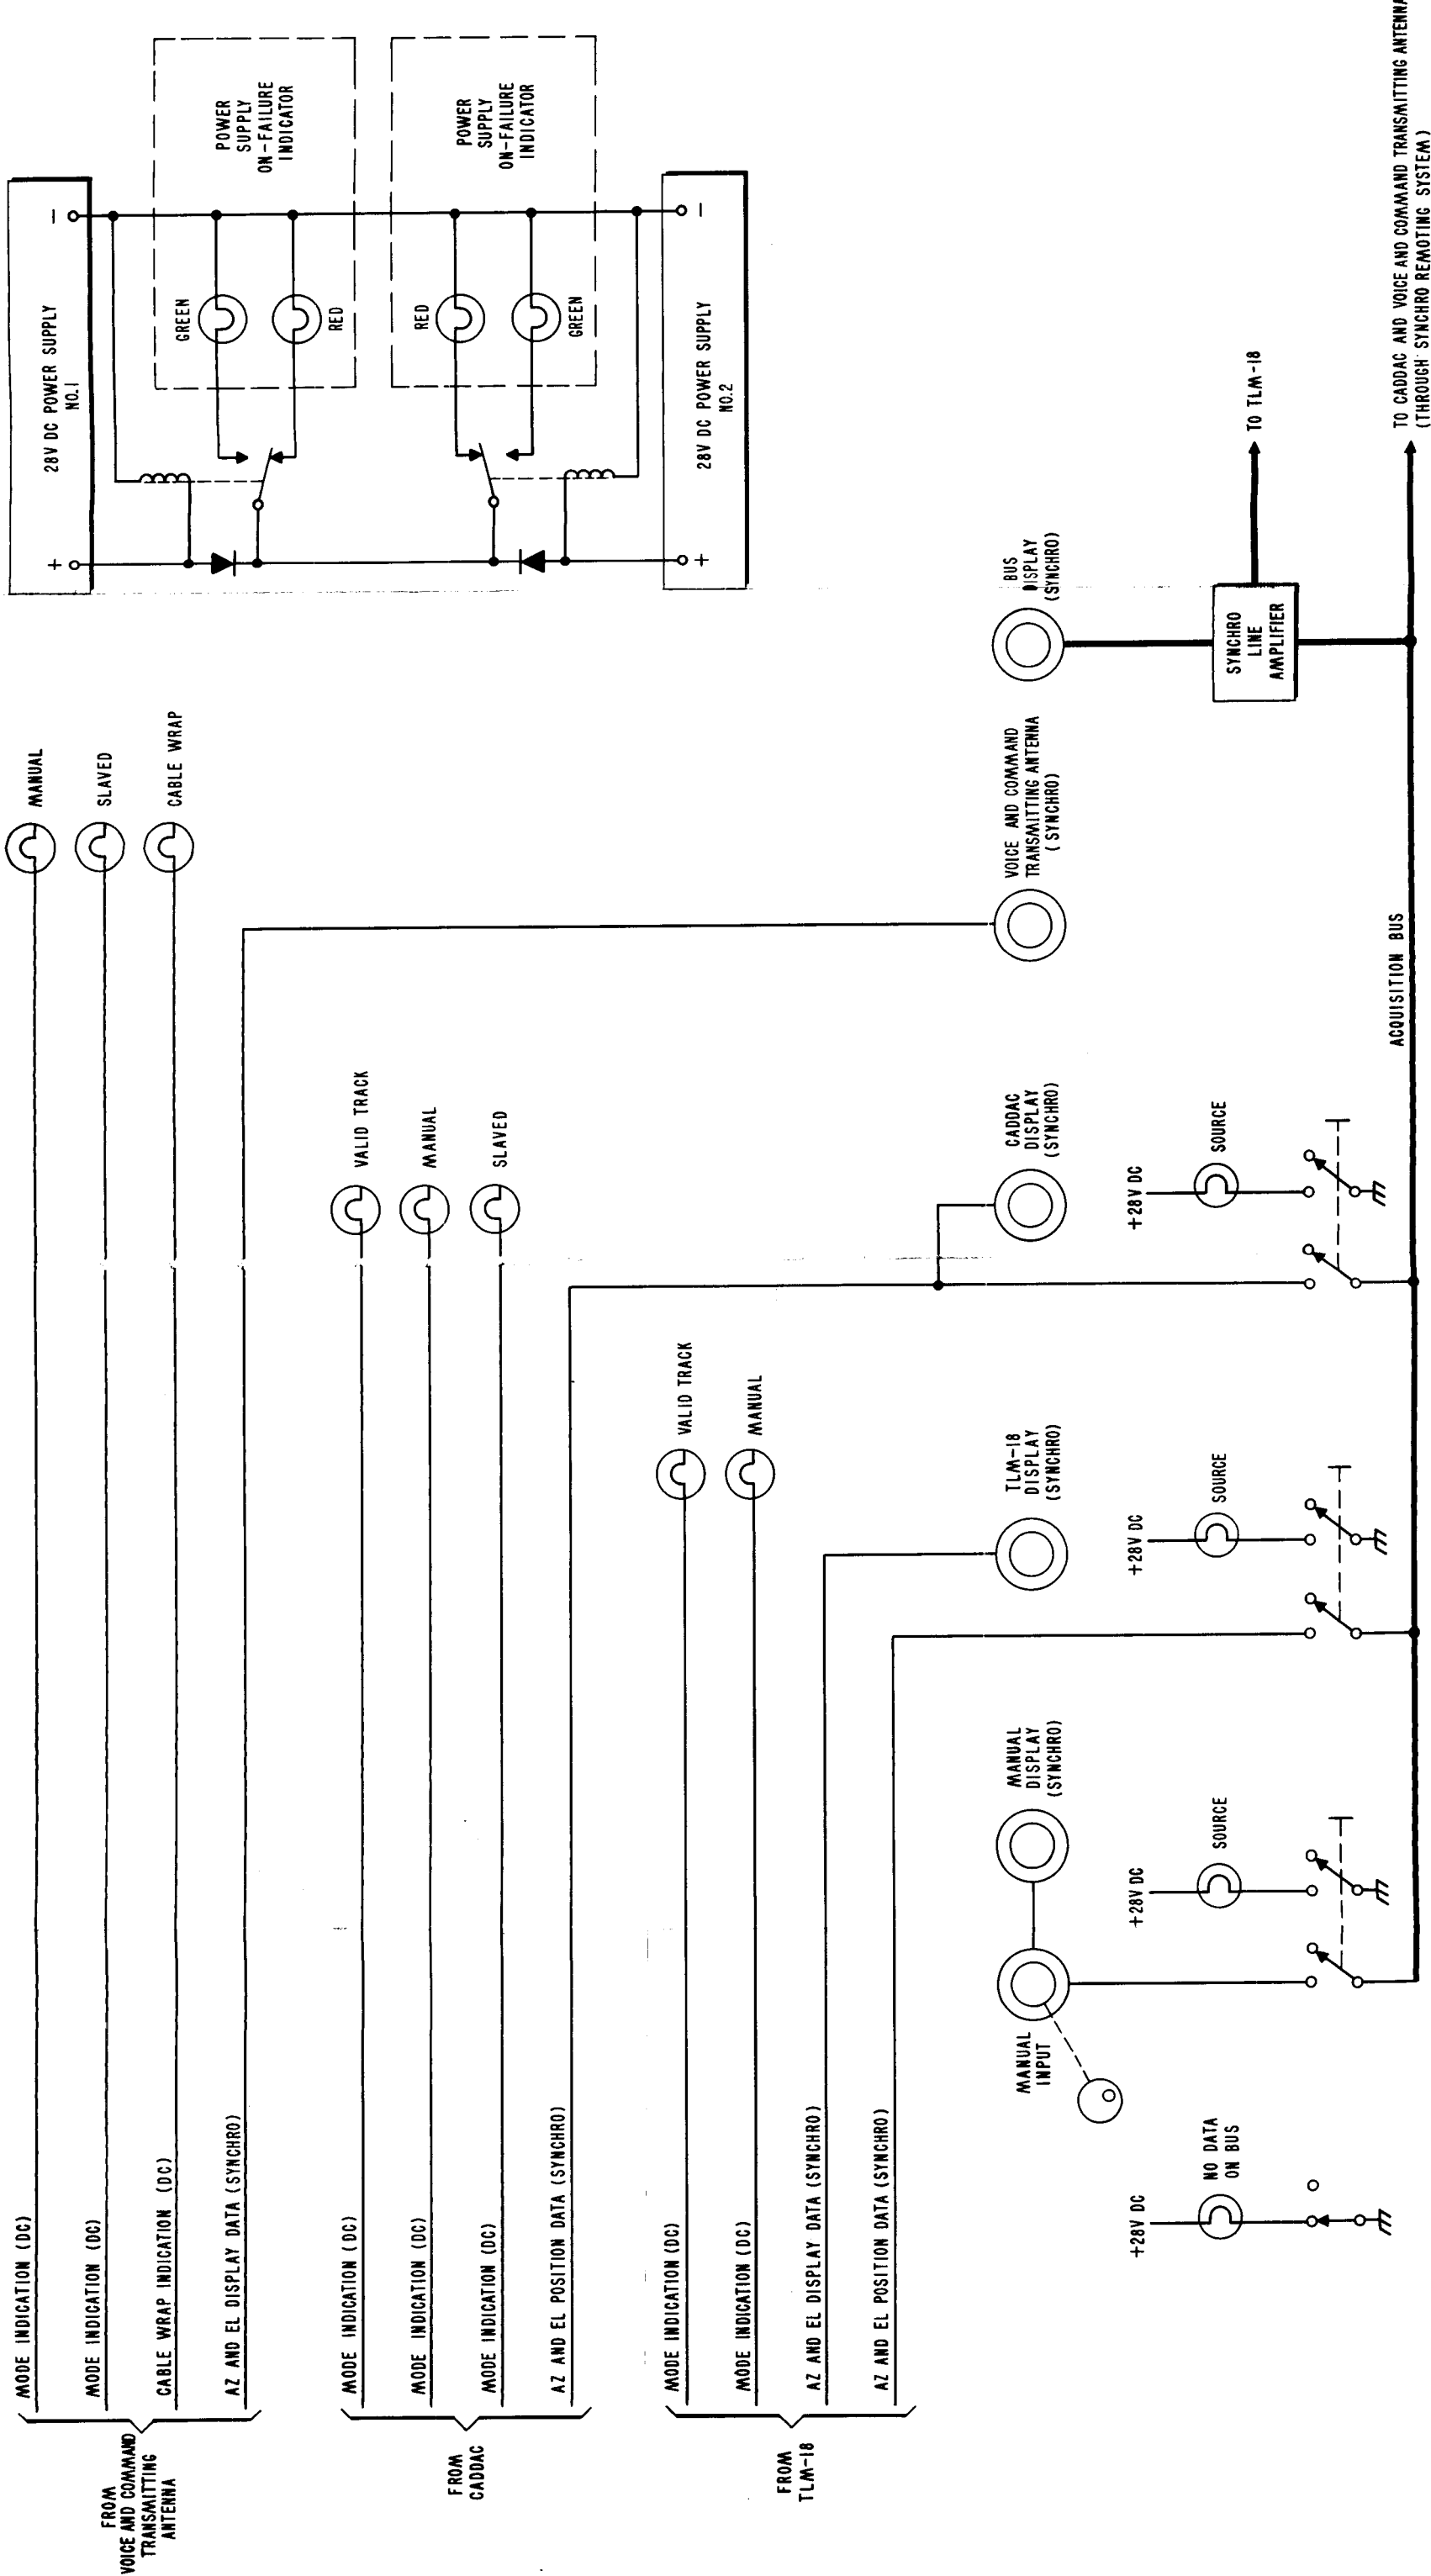 FROM
VOICE AND COMMAND
TRANSMITTING
ANTENNA
MODE INDICATION (DC)
MANUAL
MODE INDICATION (DC)
SLAVED
CABLE WRAP INDICATION (DC)
CABLE WRAP
AZ AND EL DISPLAY DATA (SYNCHRO)
VOICE AND COMMAND
TRANSMITTING ANTENNA
(SYNCHRO)
FROM
CADDAC
MODE INDICATION (DC)
VALID TRACK
MODE INDICATION (DC)
MANUAL
MODE INDICATION (DC)
SLAVED
AZ AND EL POSITION DATA (SYNCHRO)
CADDAC
DISPLAY
(SYNCHRO)
FROM
TLM-18
MODE INDICATION (DC)
VALID TRACK
MODE INDICATION (DC)
MANUAL
AZ AND EL DISPLAY DATA (SYNCHRO)
TLM-18
DISPLAY
(SYNCHRO)
AZ AND EL POSITION DATA (SYNCHRO)
28V DC POWER SUPPLY
NO.1
+
−
GREEN
RED
POWER
SUPPLY
ON-FAILURE
INDICATOR
RED
GREEN
POWER
SUPPLY
ON-FAILURE
INDICATOR
+
−
28V DC POWER SUPPLY
NO.2
MANUAL
INPUT
MANUAL
DISPLAY
(SYNCHRO)
BUS
DISPLAY
(SYNCHRO)
+28V DC
NO DATA
ON BUS
+28V DC
SOURCE
+28V DC
SOURCE
+28V DC
SOURCE
SYNCHRO
LINE
AMPLIFIER
TO TLM-18
ACQUISITION BUS
TO CADDAC AND VOICE AND COMMAND TRANSMITTING ANTENNA
(THROUGH SYNCHRO REMOTING SYSTEM)